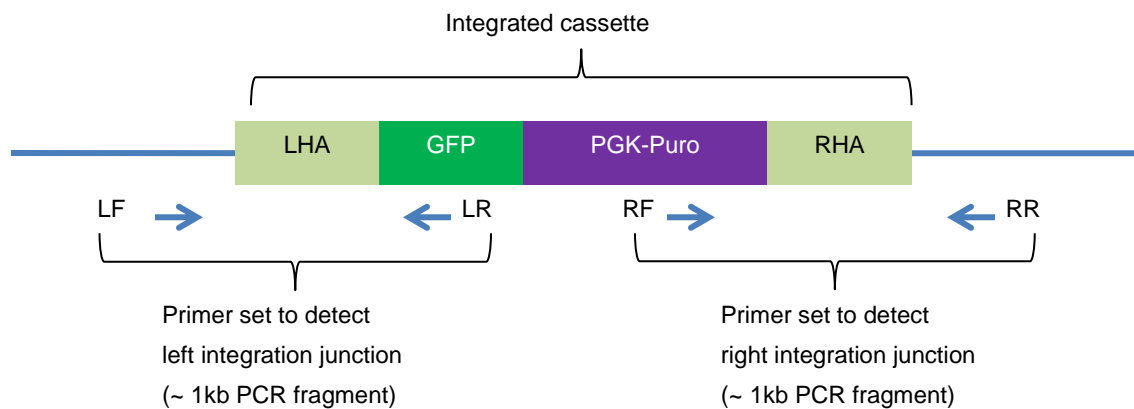 Integrated cassette
LHA GFP PGK-Puro RHA
LF LR RF RR
Primer set to detect
left integration junction
(~ 1kb PCR fragment)
Primer set to detect
right integration junction
(~ 1kb PCR fragment)